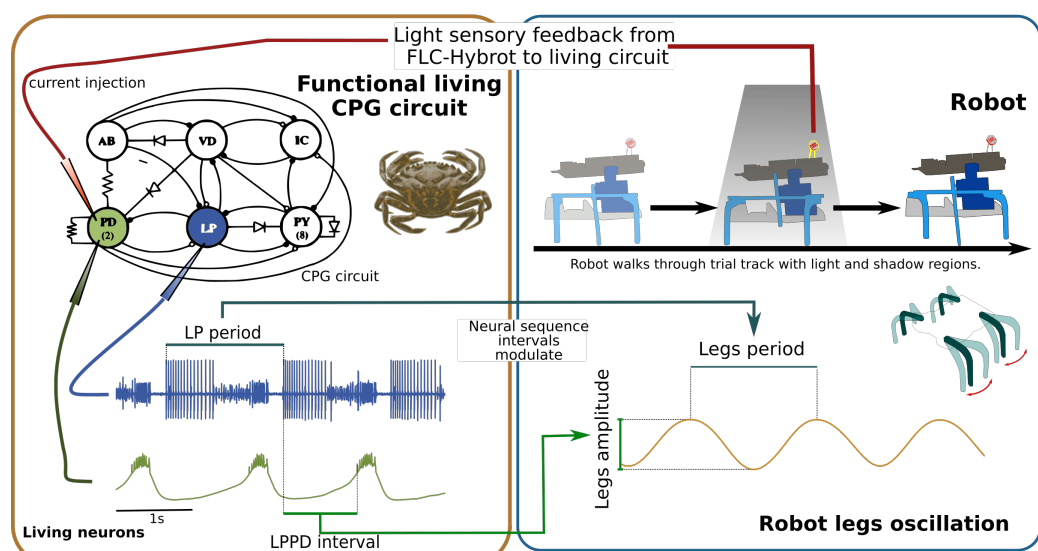 Light sensory feedback from
FLC-Hybrot to living circuit
current injection
Functional living
CPG circuit
Robot
AB
VD
IC
PD
(2)
LP
PY
(8)
CPG circuit
Robot walks through trial track with light and shadow regions.
LP period
Neural sequence
intervals
modulate
Legs period
Legs amplitude
1s
Living neurons
LPPD interval
Robot legs oscillation